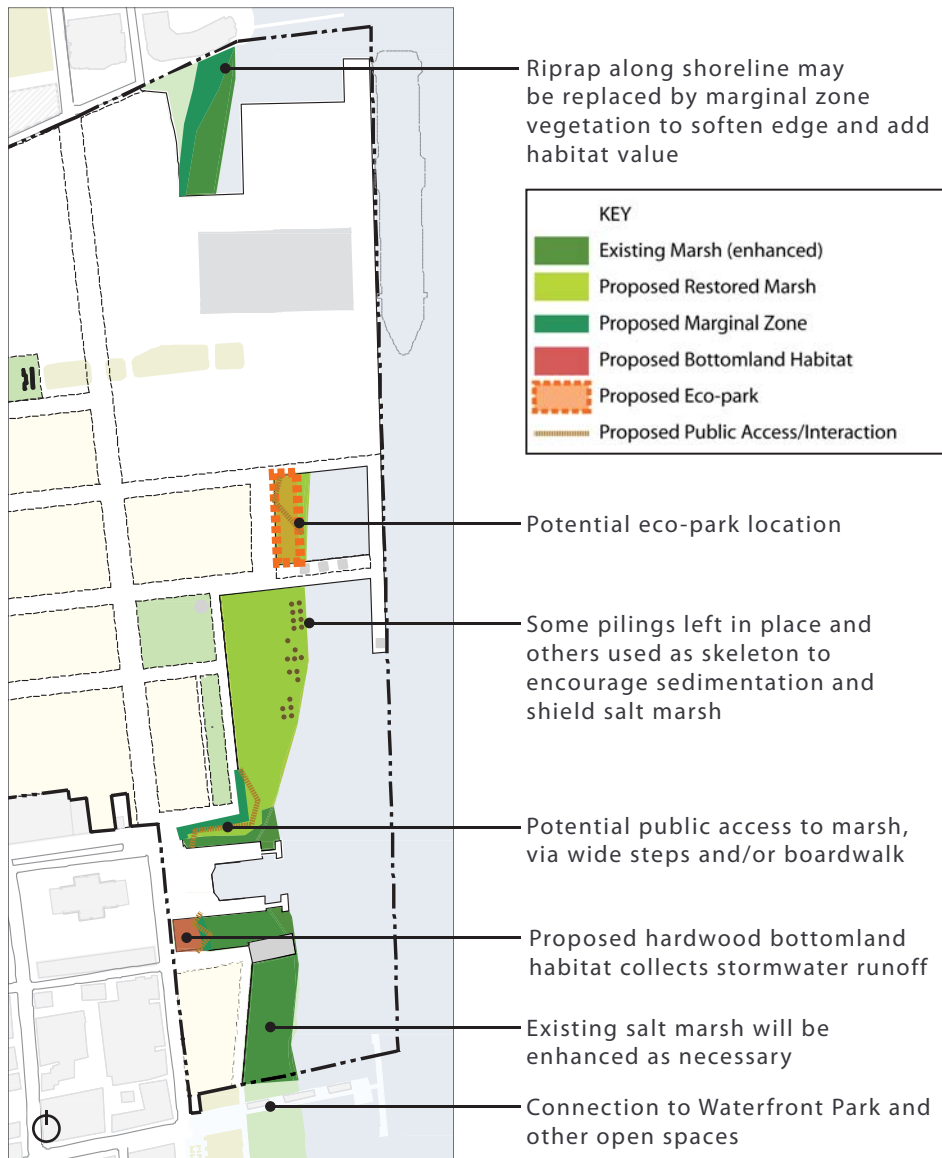 Riprap along shoreline may
be replaced by marginal zone
vegetation to soften edge and add
habitat value
KEY
Existing Marsh (enhanced)
Proposed Restored Marsh
Proposed Marginal Zone
Proposed Bottomland Habitat
Proposed Eco-park
Proposed Public Access/Interaction
Potential eco-park location
Some pilings left in place and
others used as skeleton to
encourage sedimentation and
shield salt marsh
Potential public access to marsh,
via wide steps and/or boardwalk
Proposed hardwood bottomland
habitat collects stormwater runoff
Existing salt marsh will be
enhanced as necessary
Connection to Waterfront Park and
other open spaces